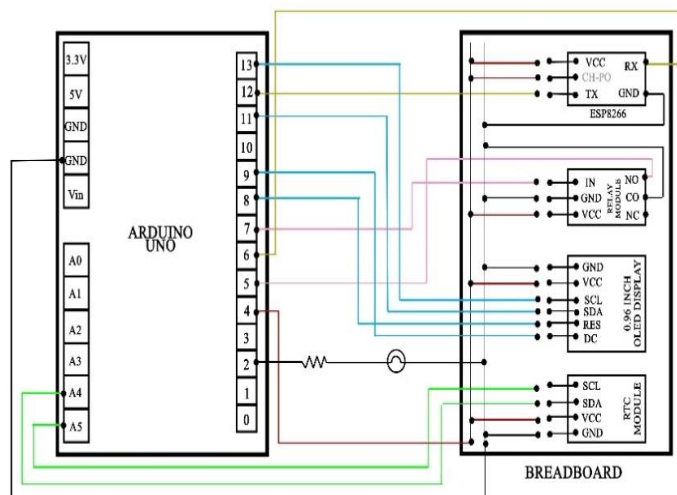 3.3V
5V
GND
GND
Vin
A0
A1
A2
A3
A4
A5
ARDUINO
UNO
13
12
11
10
9
8
7
6
5
4
3
2
1
0
VCC
CH-PO
TX
RX
GND
ESP8266
IN
GND
VCC
RELAY
MODULE
NO
CO
NC
GND
VCC
SCL
SDA
RES
DC
0.96 INCH
OLED DISPLAY
SCL
SDA
VCC
GND
RTC
MODULE
BREADBOARD